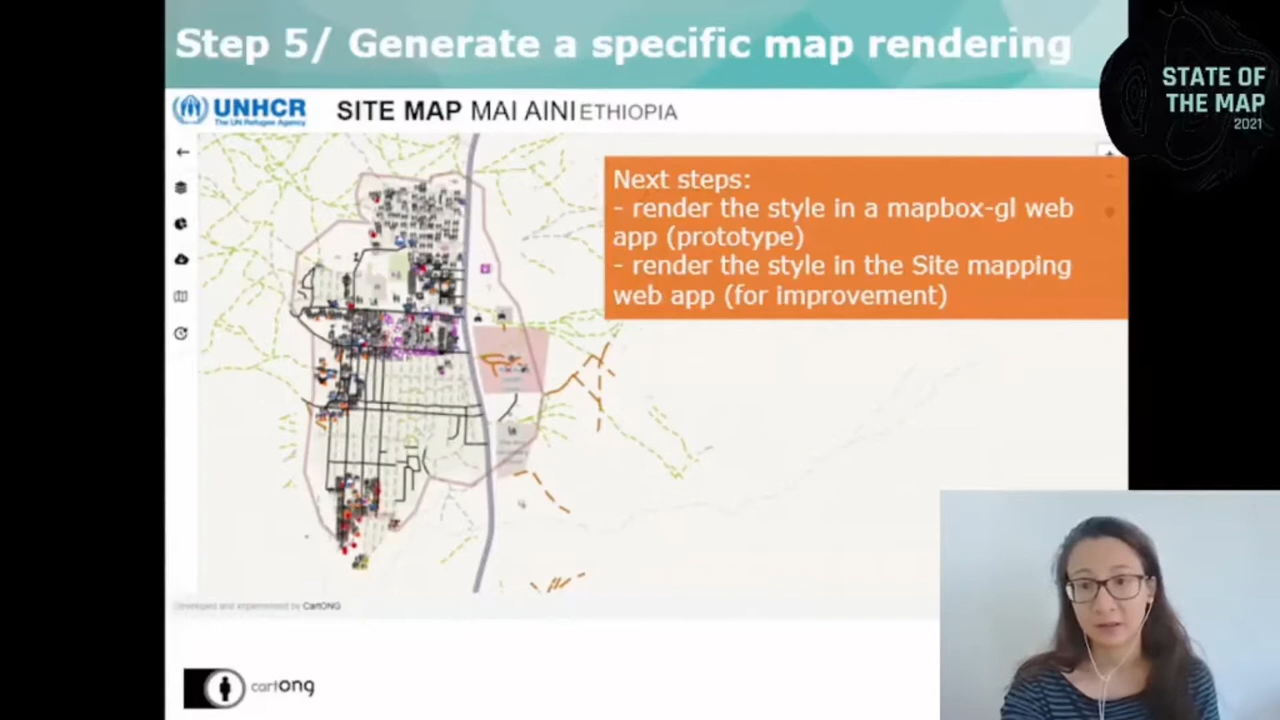 Step 5/ Generate a specific map rendering
STATE OF
THE MAP
2021
UNHCR
The UN Refugee Agency
SITE MAP MAI AINI ETHIOPIA
Next steps:
- render the style in a mapbox-gl web
app (prototype)
- render the style in the Site mapping
web app (for improvement)
Developed and implemented by CartONG
cartong